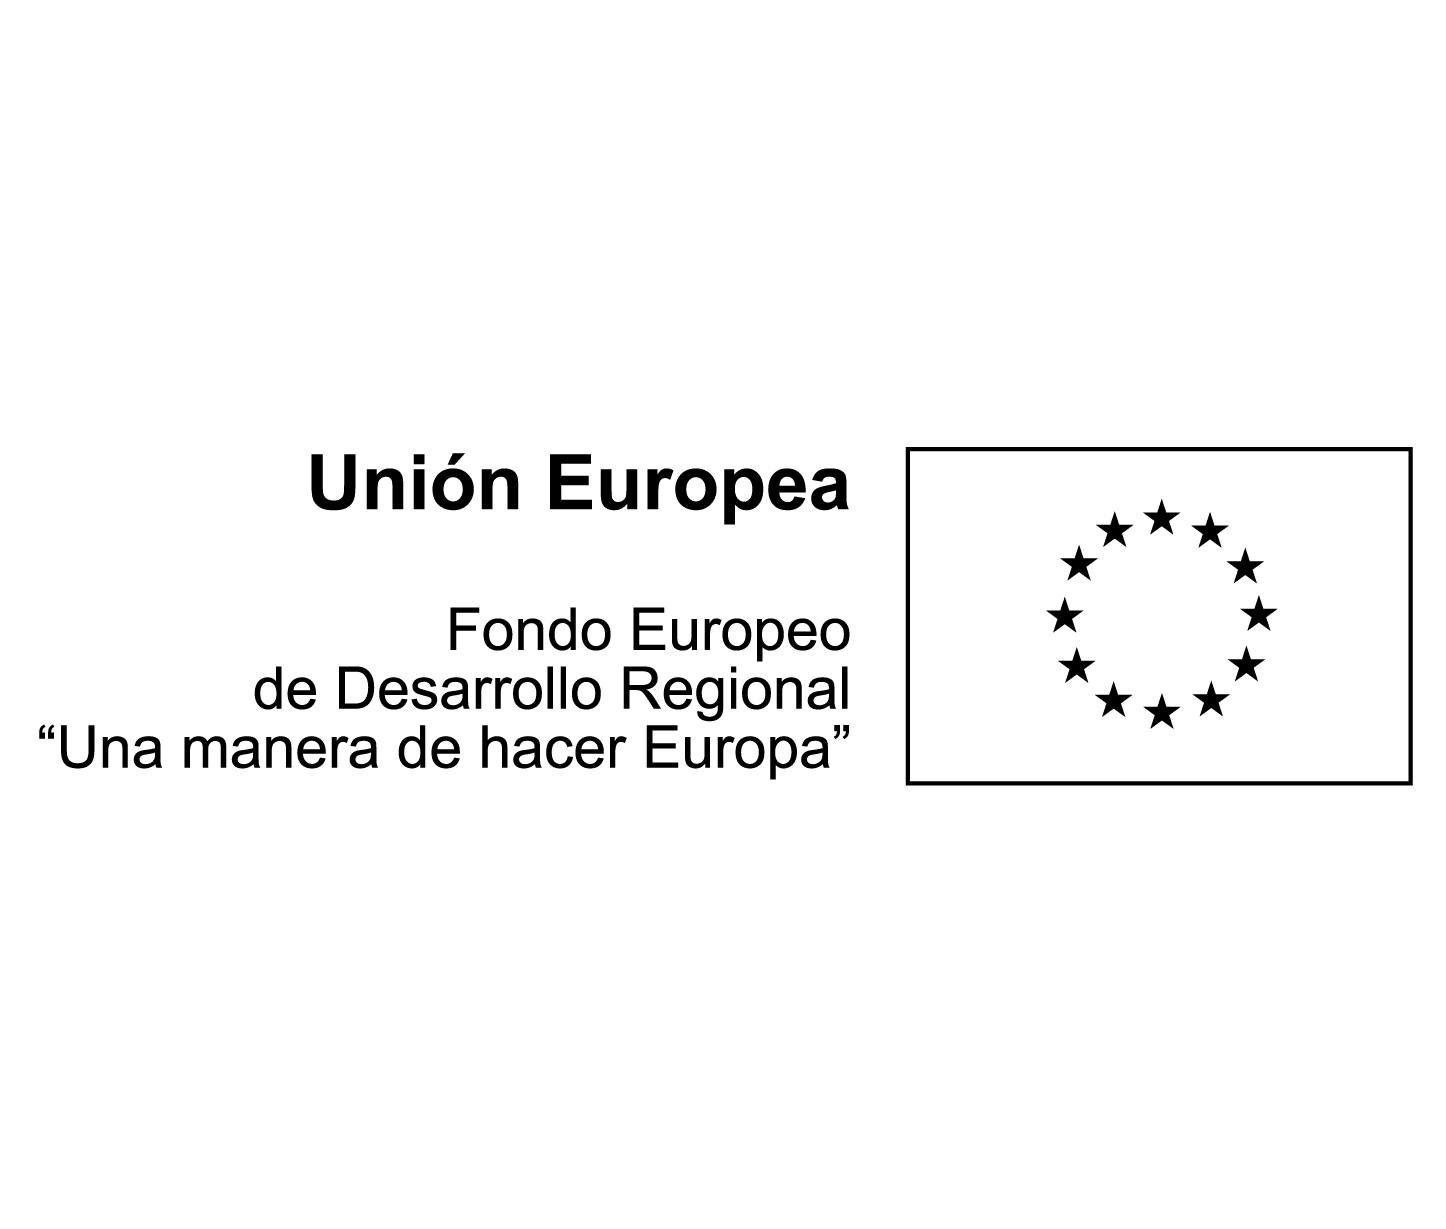 Unión Europea
Fondo Europeo
de Desarrollo Regional
“Una manera de hacer Europa”